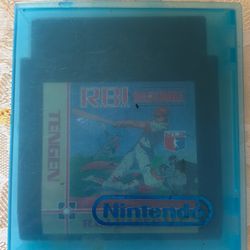 RBI
BASEBALL
TENGEN
Nintendo